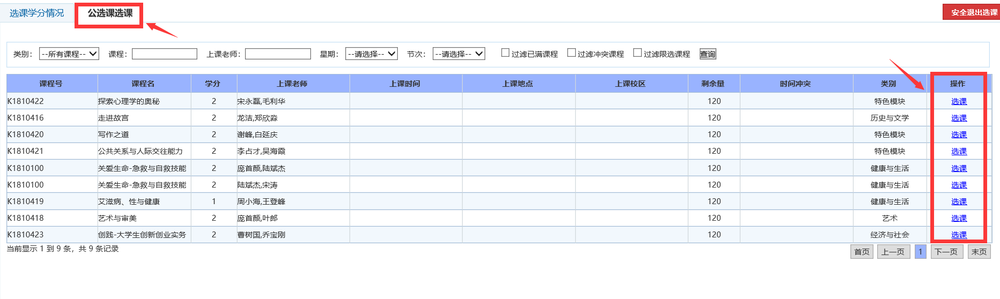 选课学分情况 公选课选课 安全退出选课
类别： --所有课程-- 课程： 上课老师： 星期： --请选择-- 节次： --请选择-- 过滤已满课程 过滤冲突课程 过滤限选课程 查询
课程号 课程名 学分 上课老师 上课时间 上课地点 上课校区 剩余量 时间冲突 类别 操作
K1810422 探索心理学的奥秘 2 宋永磊,毛利华 120 特色模块 选课
K1810416 走进故宫 2 龙洁,郑欣淼 120 历史与文学 选课
K1810420 写作之道 2 谢峰,白延庆 120 特色模块 选课
K1810421 公共关系与人际交往能力 2 李占才,吴海霞 120 特色模块 选课
K1810100 关爱生命-急救与自救技能 2 庞首颜,陆斌杰 120 健康与生活 选课
K1810100 关爱生命-急救与自救技能 2 陆斌杰,宋涛 120 健康与生活 选课
K1810419 艾滋病、性与健康 1 周小海,王登峰 120 健康与生活 选课
K1810418 艺术与审美 2 庞首颜,叶郎 120 艺术 选课
K1810423 创践-大学生创新创业实务 2 曹树国,乔宝刚 120 经济与社会 选课
当前显示 1 到 9 条，共 9 条记录 首页 上一页 1 下一页 末页